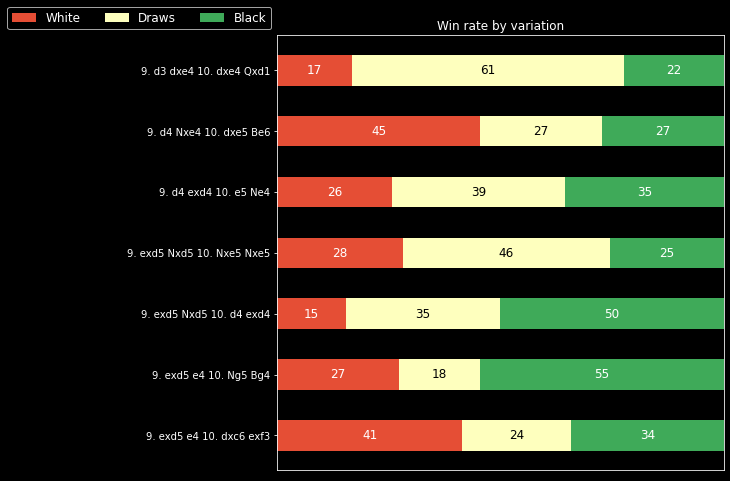 White Draws Black
Win rate by variation
9. d3 dxe4 10. dxe4 Qxd1 17 61 22
9. d4 Nxe4 10. dxe5 Be6 45 27 27
9. d4 exd4 10. e5 Ne4 26 39 35
9. exd5 Nxd5 10. Nxe5 Nxe5 28 46 25
9. exd5 Nxd5 10. d4 exd4 15 35 50
9. exd5 e4 10. Ng5 Bg4 27 18 55
9. exd5 e4 10. dxc6 exf3 41 24 34